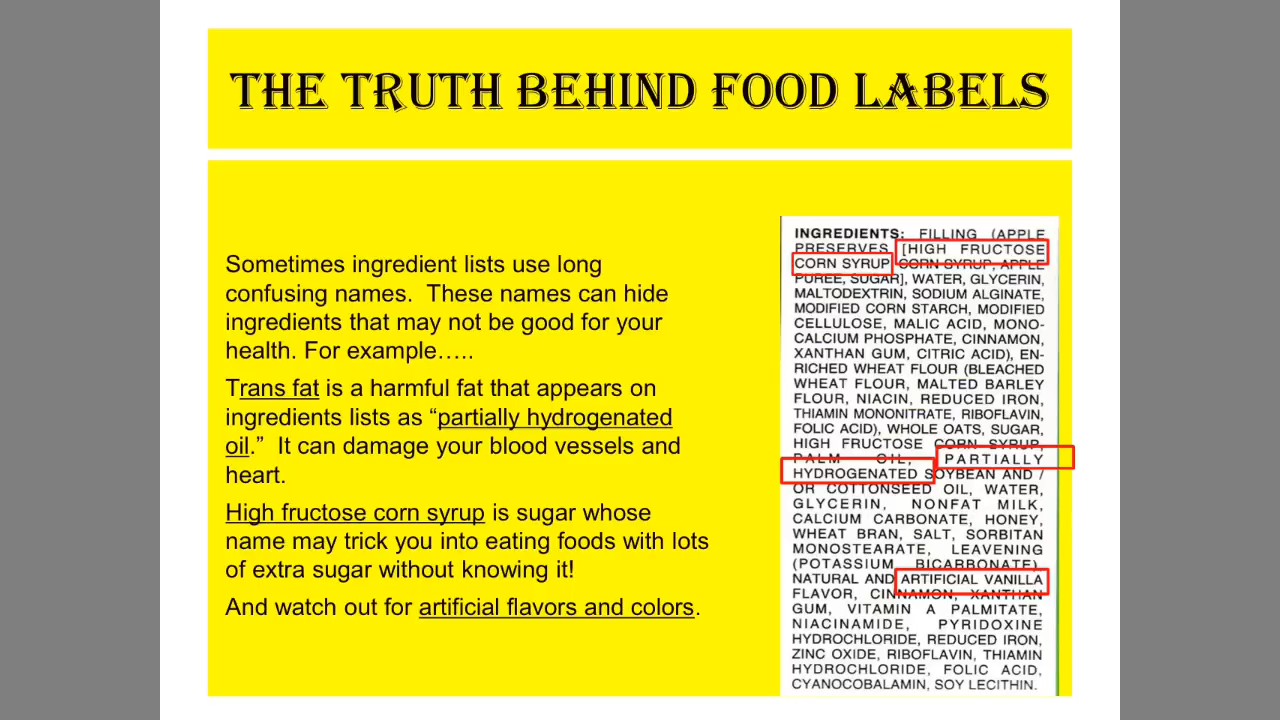 THE TRUTH BEHIND FOOD LABELS
Sometimes ingredient lists use long
confusing names.  These names can hide
ingredients that may not be good for your
health. For example…..
Trans fat is a harmful fat that appears on
ingredients lists as “partially hydrogenated
oil.”  It can damage your blood vessels and
heart.
High fructose corn syrup is sugar whose
name may trick you into eating foods with lots
of extra sugar without knowing it!
And watch out for artificial flavors and colors.
INGREDIENTS: FILLING (APPLE
PRESERVES [HIGH FRUCTOSE
CORN SYRUP, CORN SYRUP, APPLE
PUREE, SUGAR], WATER, GLYCERIN,
MALTODEXTRIN, SODIUM ALGINATE,
MODIFIED CORN STARCH, MODIFIED
CELLULOSE, MALIC ACID, MONO-
CALCIUM PHOSPHATE, CINNAMON,
XANTHAN GUM, CITRIC ACID), EN-
RICHED WHEAT FLOUR (BLEACHED
WHEAT FLOUR, MALTED BARLEY
FLOUR, NIACIN, REDUCED IRON,
THIAMIN MONONITRATE, RIBOFLAVIN,
FOLIC ACID), WHOLE OATS, SUGAR,
HIGH FRUCTOSE CORN SYRUP,
PALM OIL, PARTIALLY
HYDROGENATED SOYBEAN AND /
OR COTTONSEED OIL, WATER,
GLYCERIN, NONFAT MILK,
CALCIUM CARBONATE, HONEY,
WHEAT BRAN, SALT, SORBITAN
MONOSTEARATE, LEAVENING
(POTASSIUM BICARBONATE),
NATURAL AND ARTIFICIAL VANILLA
FLAVOR, CINNAMON, XANTHAN
GUM, VITAMIN A PALMITATE,
NIACINAMIDE, PYRIDOXINE
HYDROCHLORIDE, REDUCED IRON,
ZINC OXIDE, RIBOFLAVIN, THIAMIN
HYDROCHLORIDE, FOLIC ACID,
CYANOCOBALAMIN, SOY LECITHIN.